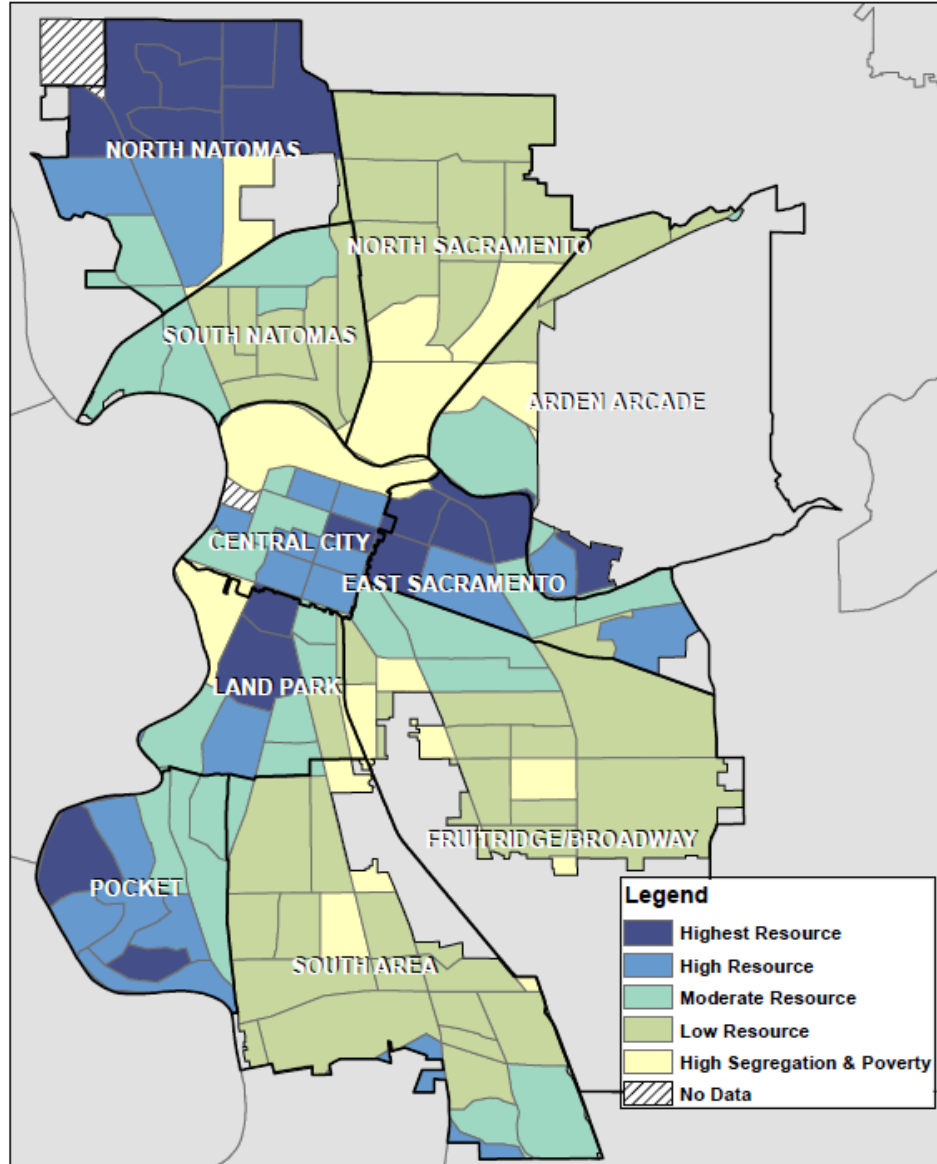 NORTH NATOMAS
NORTH SACRAMENTO
SOUTH NATOMAS
ARDEN ARCADE
CENTRAL CITY
EAST SACRAMENTO
LAND PARK
FRUITRIDGE/BROADWAY
POCKET
SOUTH AREA
Legend
Highest Resource
High Resource
Moderate Resource
Low Resource
High Segregation & Poverty
No Data